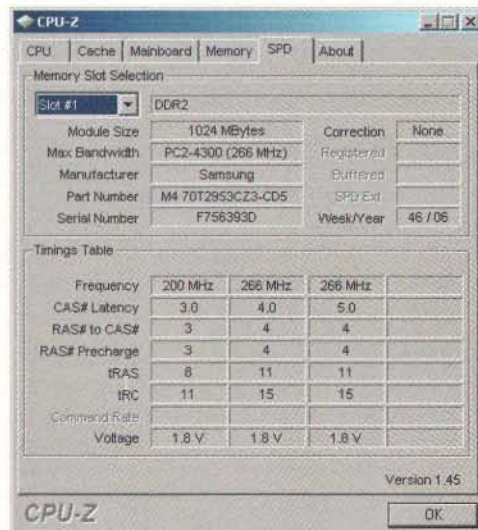 CPU-Z
CPU Cache Mainboard Memory SPD About
Memory Slot Selection
Slot #1 DDR2
Module Size 1024 MBytes Correction None
Max Bandwidth PC2-4300 (266 MHz) Registered
Manufacturer Samsung Buffered
Part Number M4 70T2953CZ3-CD5 SPD Ext.
Serial Number F756393D Week/Year 46 / 06
Timings Table
Frequency 200 MHz 266 MHz 266 MHz
CAS# Latency 3.0 4.0 5.0
RAS# to CAS# 3 4 4
RAS# Precharge 3 4 4
tRAS 8 11 11
tRC 11 15 15
Command Rate
Voltage 1.8 V 1.8 V 1.8 V
Version 1.45
CPU-Z OK